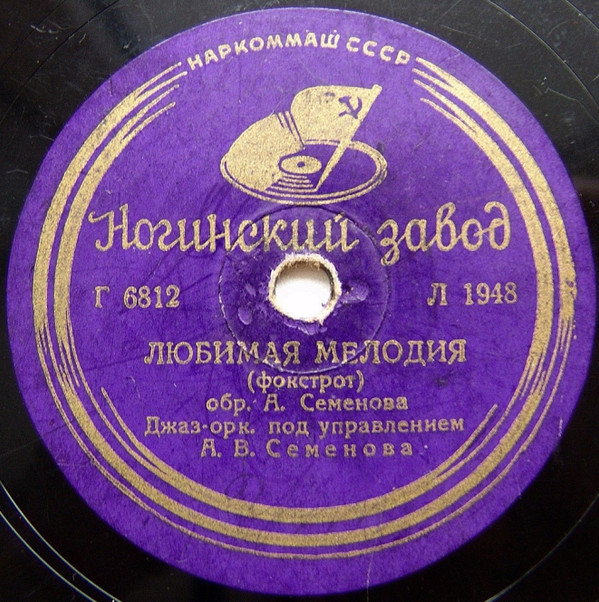 НАРКОММАШ СССР
Ногинский завод
Г 6812 Л 1948
ЛЮБИМАЯ МЕЛОДИЯ
(фокстрот)
обр. А. Семенова
Джаз-орк. под управлением
А. В. Семенова